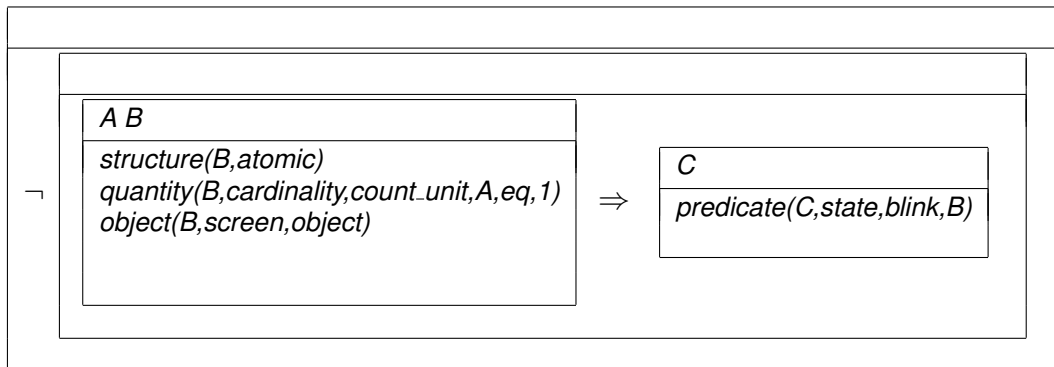 A B
structure(B,atomic)
quantity(B,cardinality,count_unit,A,eq,1)
object(B,screen,object)
¬
⇒
C
predicate(C,state,blink,B)